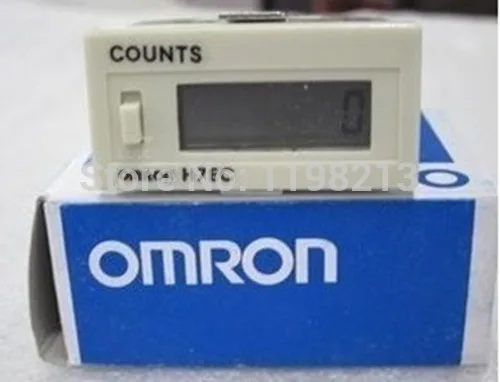 COUNTS
0
omron H7EC
Store No: 1198213
OMRON